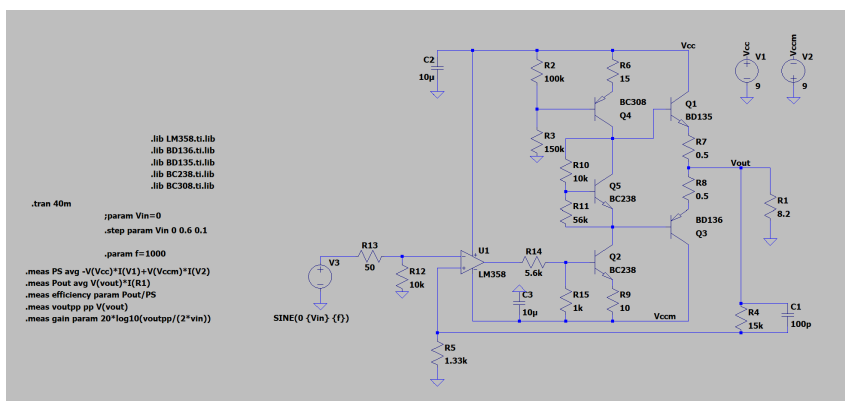 .lib LM358.ti.lib
.lib BD136.ti.lib
.lib BD135.ti.lib
.lib BC238.ti.lib
.lib BC308.ti.lib
.tran 40m
;param Vin=0
.step param Vin 0 0.6 0.1
.param f=1000
.meas PS avg -V(Vcc)*I(V1)+V(Vccm)*I(V2)
.meas Pout avg V(vout)*I(R1)
.meas efficiency param Pout/PS
.meas voutpp pp V(vout)
.meas gain param 20*log10(voutpp/(2*vin))
V3
SINE(0 {Vin} {f})
R13
50
R12
10k
U1
LM358
R14
5.6k
C2
10µ
C3
10µ
R5
1.33k
R2
100k
R3
150k
R6
15
BC308
Q4
R10
10k
R11
56k
Q5
BC238
Q2
BC238
R15
1k
R9
10
Vcc
Q1
BD135
R7
0.5
Vout
R8
0.5
BD136
Q3
Vccm
R1
8.2
R4
15k
C1
100p
Vcc
V1
9
Vccm
V2
9